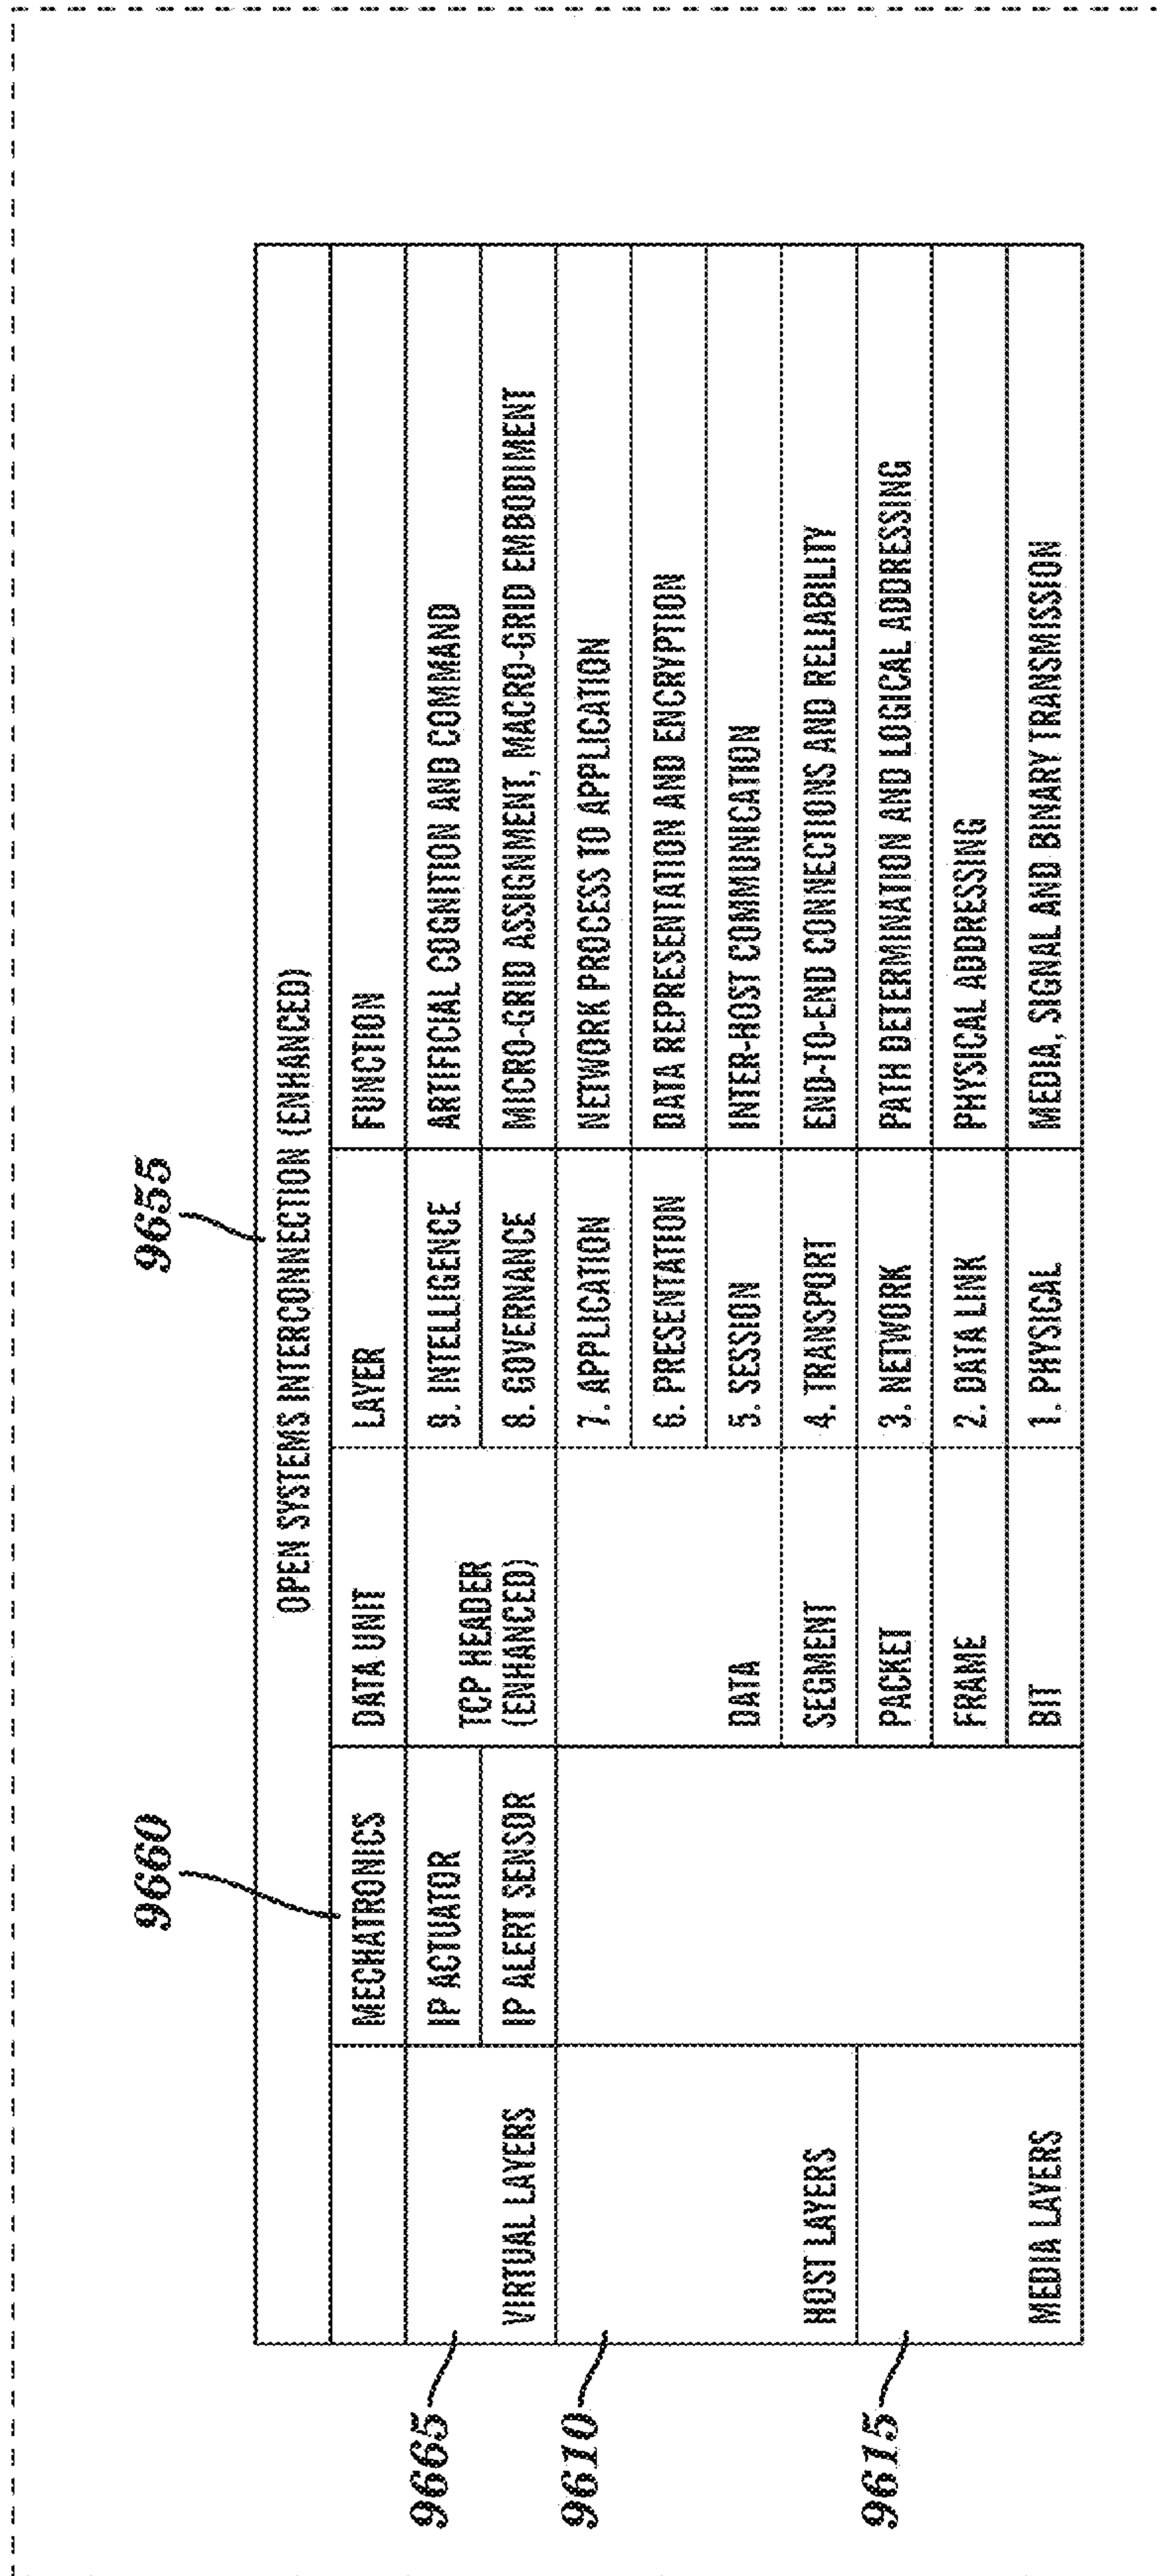 9655
9660
OPEN SYSTEMS INTERCONNECTION (ENHANCED)
MECHATRONICS DATA UNIT LAYER FUNCTION
9665
VIRTUAL LAYERS
IP ACTUATOR
IP ALERT SENSOR
TCP HEADER
(ENHANCED)
9. INTELLIGENCE ARTIFICIAL COGNITION AND COMMAND
8. GOVERNANCE MICRO-GRID ASSIGNMENT, MACRO-GRID EMBODIMENT
9610
HOST LAYERS
7. APPLICATION NETWORK PROCESS TO APPLICATION
6. PRESENTATION DATA REPRESENTATION AND ENCRYPTION
DATA 5. SESSION INTER-HOST COMMUNICATION
SEGMENT 4. TRANSPORT END-TO-END CONNECTIONS AND RELIABILITY
9615
MEDIA LAYERS
PACKET 3. NETWORK PATH DETERMINATION AND LOGICAL ADDRESSING
FRAME 2. DATA LINK PHYSICAL ADDRESSING
BIT 1. PHYSICAL MEDIA, SIGNAL AND BINARY TRANSMISSION